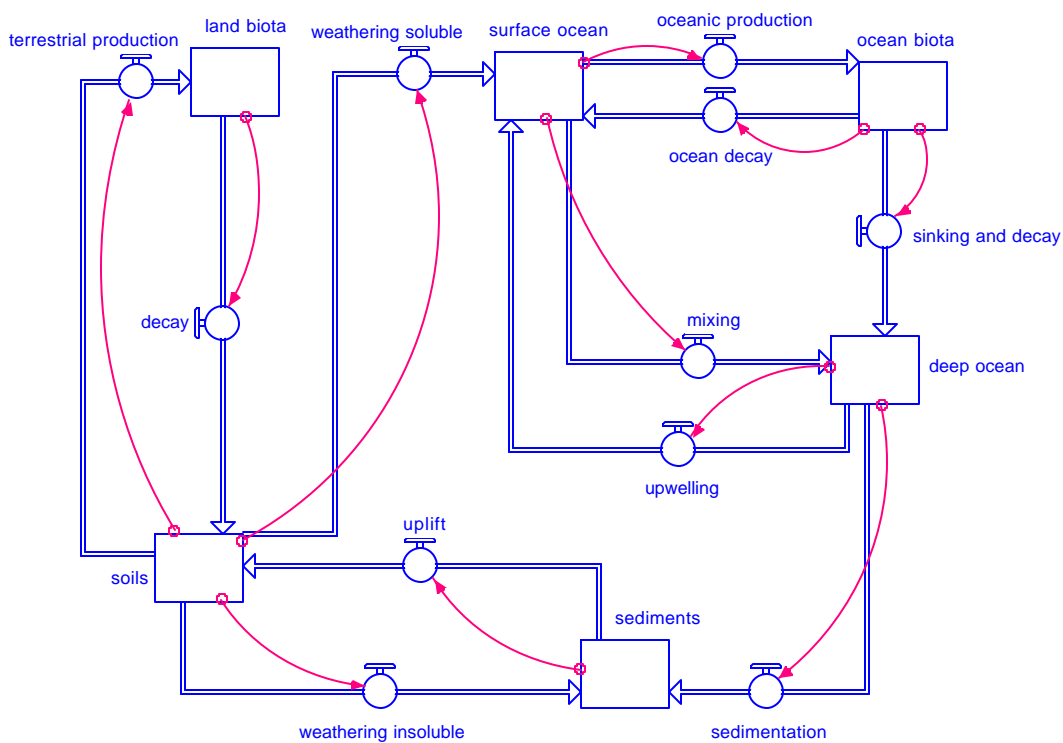 terrestrial production
land biota
weathering soluble
surface ocean
oceanic production
ocean biota
ocean decay
sinking and decay
decay
mixing
deep ocean
upwelling
uplift
soils
sediments
weathering insoluble
sedimentation